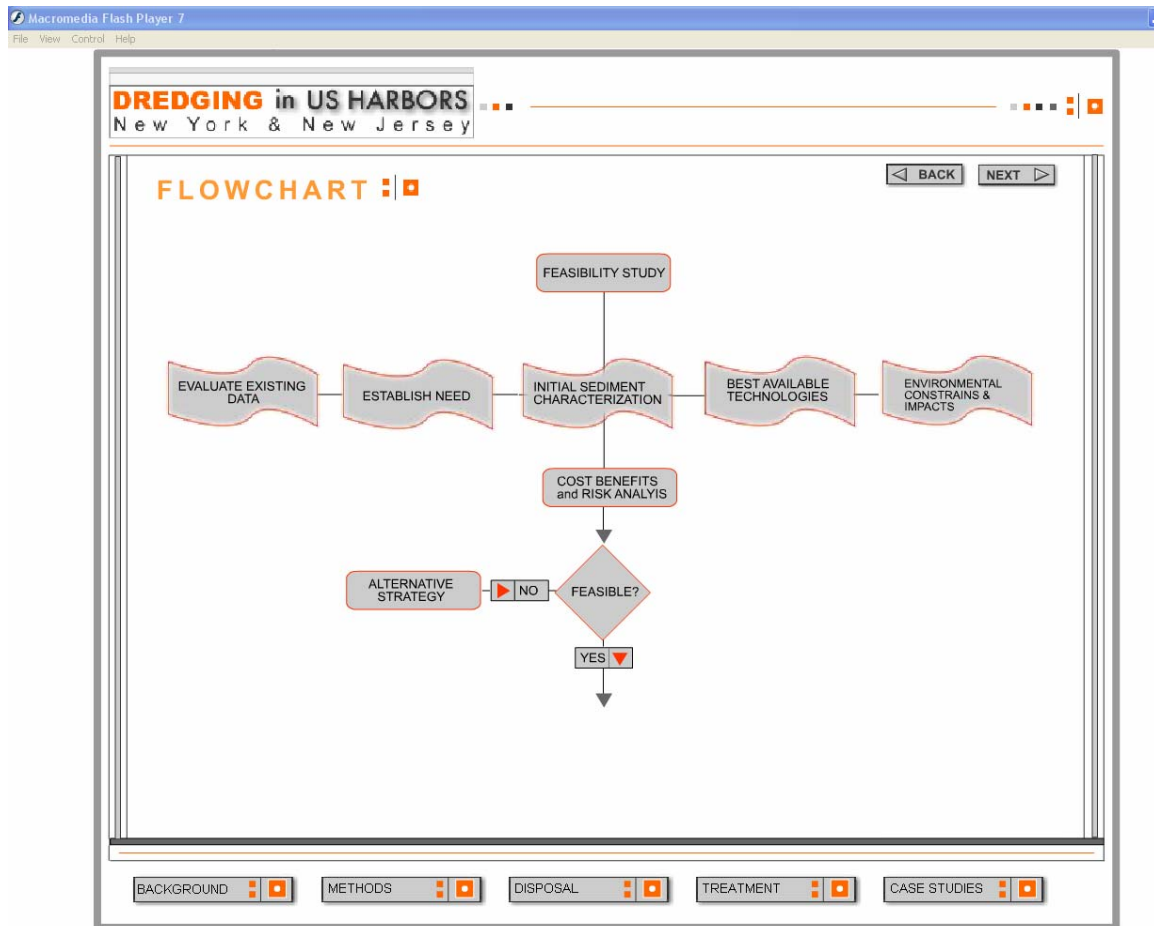 Macromedia Flash Player 7
File View Control Help
DREDGING in US HARBORS
New York & New Jersey
FLOWCHART
BACK
NEXT
FEASIBILITY STUDY
EVALUATE EXISTING
DATA
ESTABLISH NEED
INITIAL SEDIMENT
CHARACTERIZATION
BEST AVAILABLE
TECHNOLOGIES
ENVIRONMENTAL
CONSTRAINS &
IMPACTS
COST BENEFITS
and RISK ANALYIS
ALTERNATIVE
STRATEGY
NO
FEASIBLE?
YES
BACKGROUND
METHODS
DISPOSAL
TREATMENT
CASE STUDIES